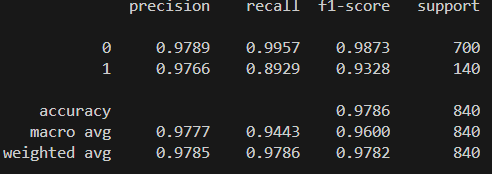 precision recall f1-score support
0 0.9789 0.9957 0.9873 700
1 0.9766 0.8929 0.9328 140
accuracy 0.9786 840
macro avg 0.9777 0.9443 0.9600 840
weighted avg 0.9785 0.9786 0.9782 840